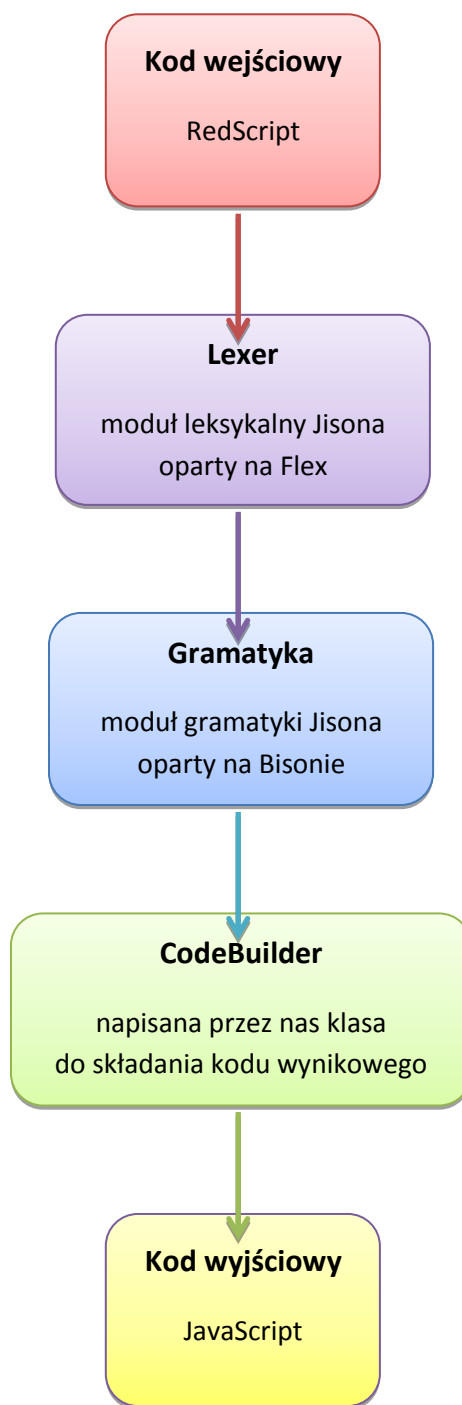 Kod wejściowy
RedScript
Lexer
moduł leksykalny Jisona
oparty na Flex
Gramatyka
moduł gramatyki Jisona
oparty na Bisonie
CodeBuilder
napisana przez nas klasa
do składania kodu wynikowego
Kod wyjściowy
JavaScript